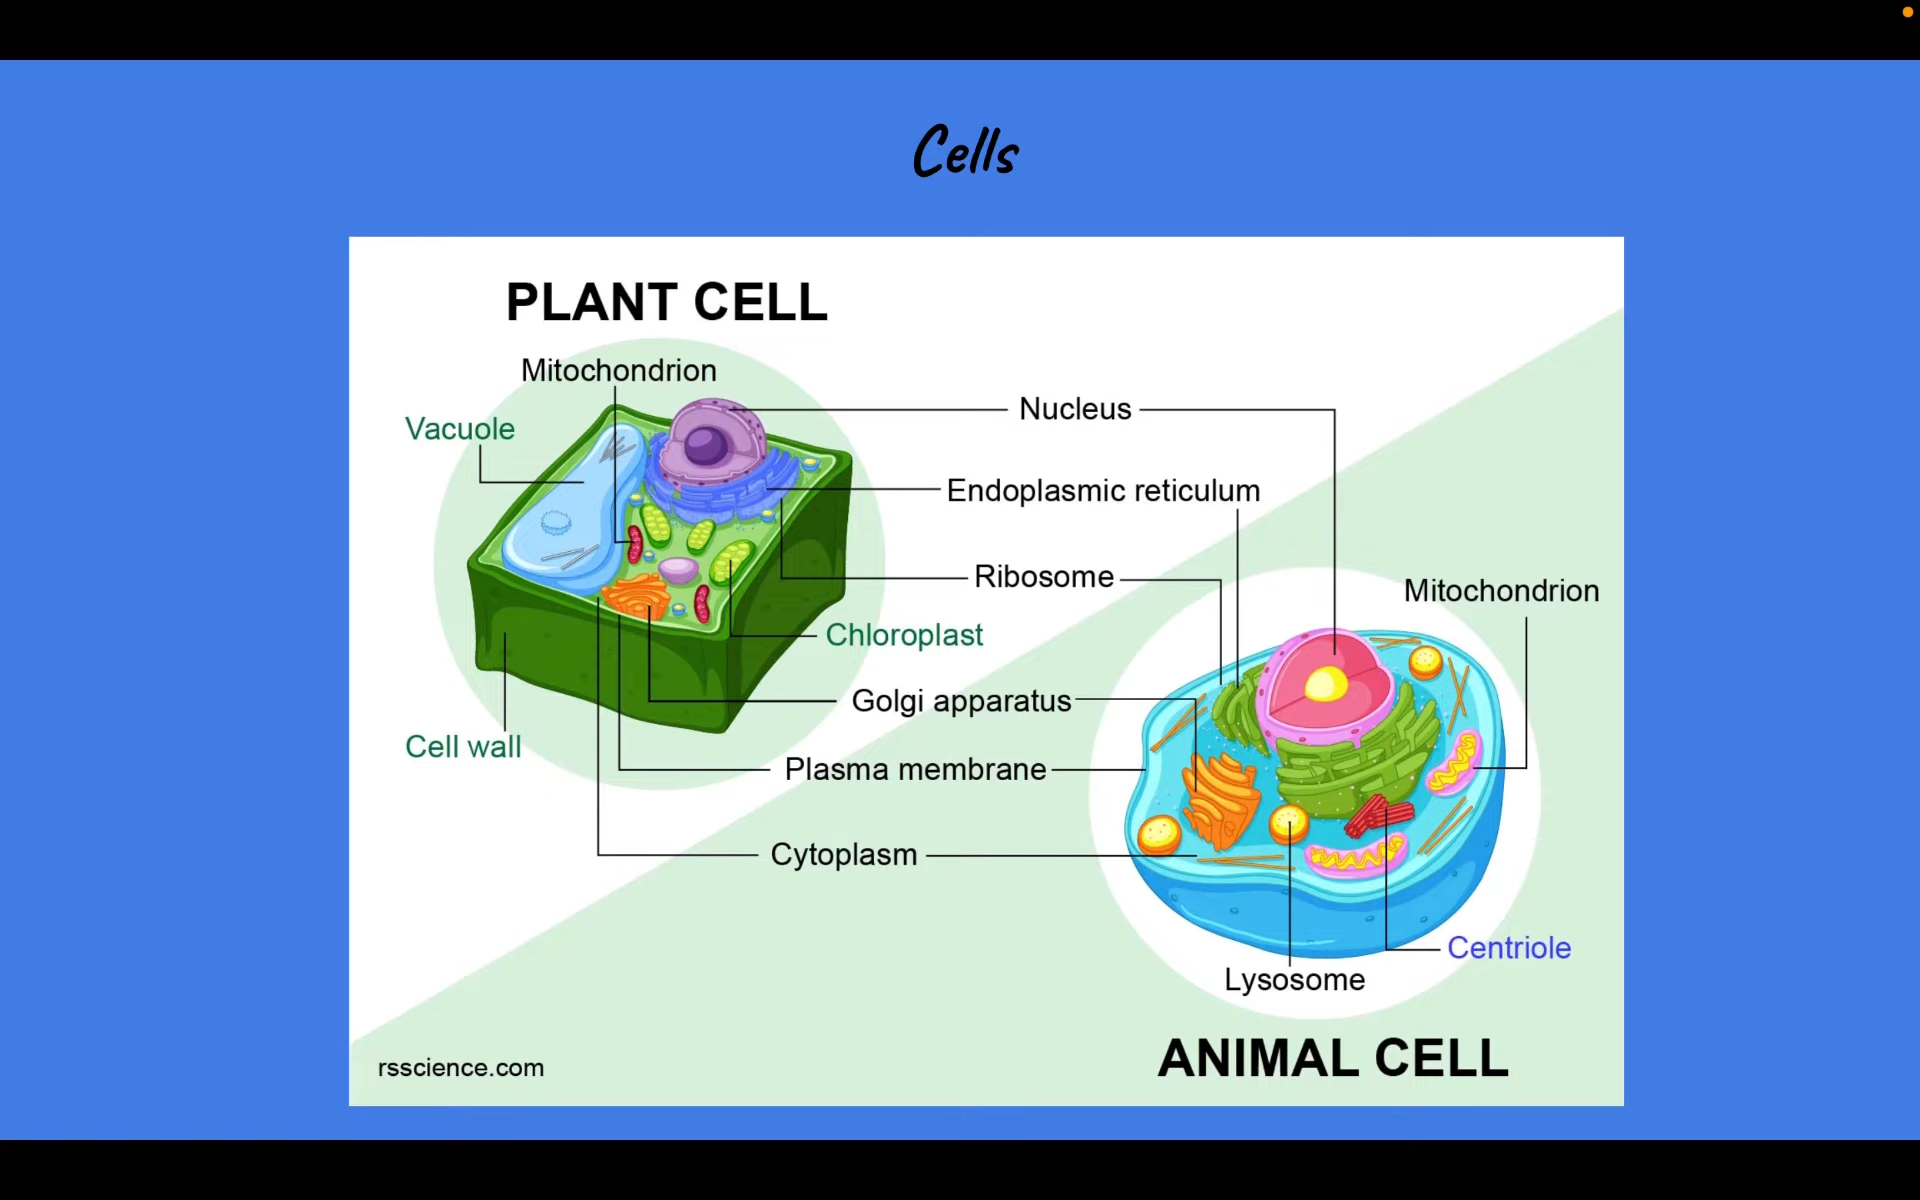 Cells
PLANT CELL
Mitochondrion
Vacuole
Nucleus
Endoplasmic reticulum
Ribosome
Mitochondrion
Chloroplast
Golgi apparatus
Cell wall
Plasma membrane
Cytoplasm
Centriole
Lysosome
ANIMAL CELL
rsscience.com